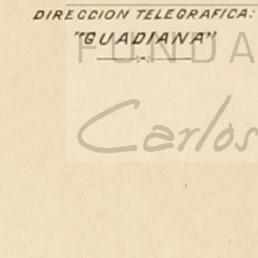 DIRECCION TELEGRAFICA:
"GUADIANA"
FUNDA
Carlos